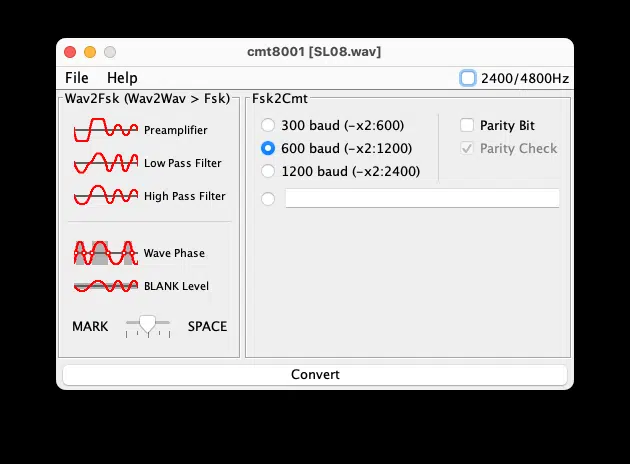 cmt8001 [SL08.wav]
File Help 2400/4800Hz
Wav2Fsk (Wav2Wav > Fsk)
Preamplifier
Low Pass Filter
High Pass Filter
Wave Phase
BLANK Level
MARK SPACE
Fsk2Cmt
300 baud (-x2:600)
600 baud (-x2:1200)
1200 baud (-x2:2400)
Parity Bit
Parity Check
Convert